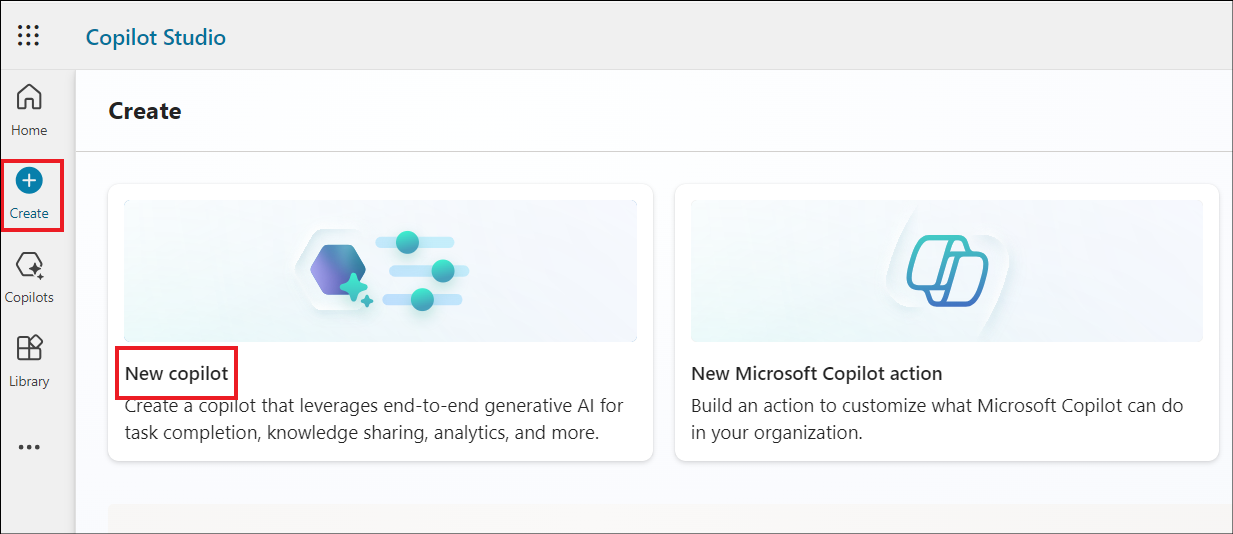 Copilot Studio
Home
Create
Copilots
Library
Create
New copilot
Create a copilot that leverages end-to-end generative AI for
task completion, knowledge sharing, analytics, and more.
New Microsoft Copilot action
Build an action to customize what Microsoft Copilot can do
in your organization.